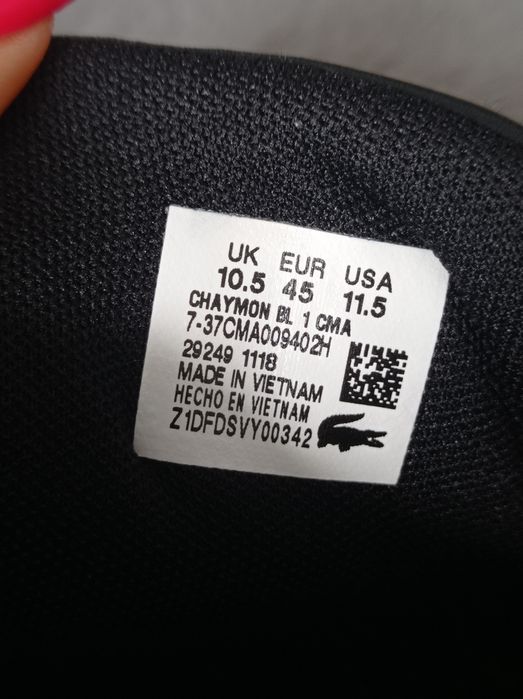 UK EUR USA
10.5 45 11.5
CHAYMON BL 1 CMA
7-37CMA009402H
29249 1118
MADE IN VIETNAM
HECHO EN VIETNAM
Z1DFDSVY00342